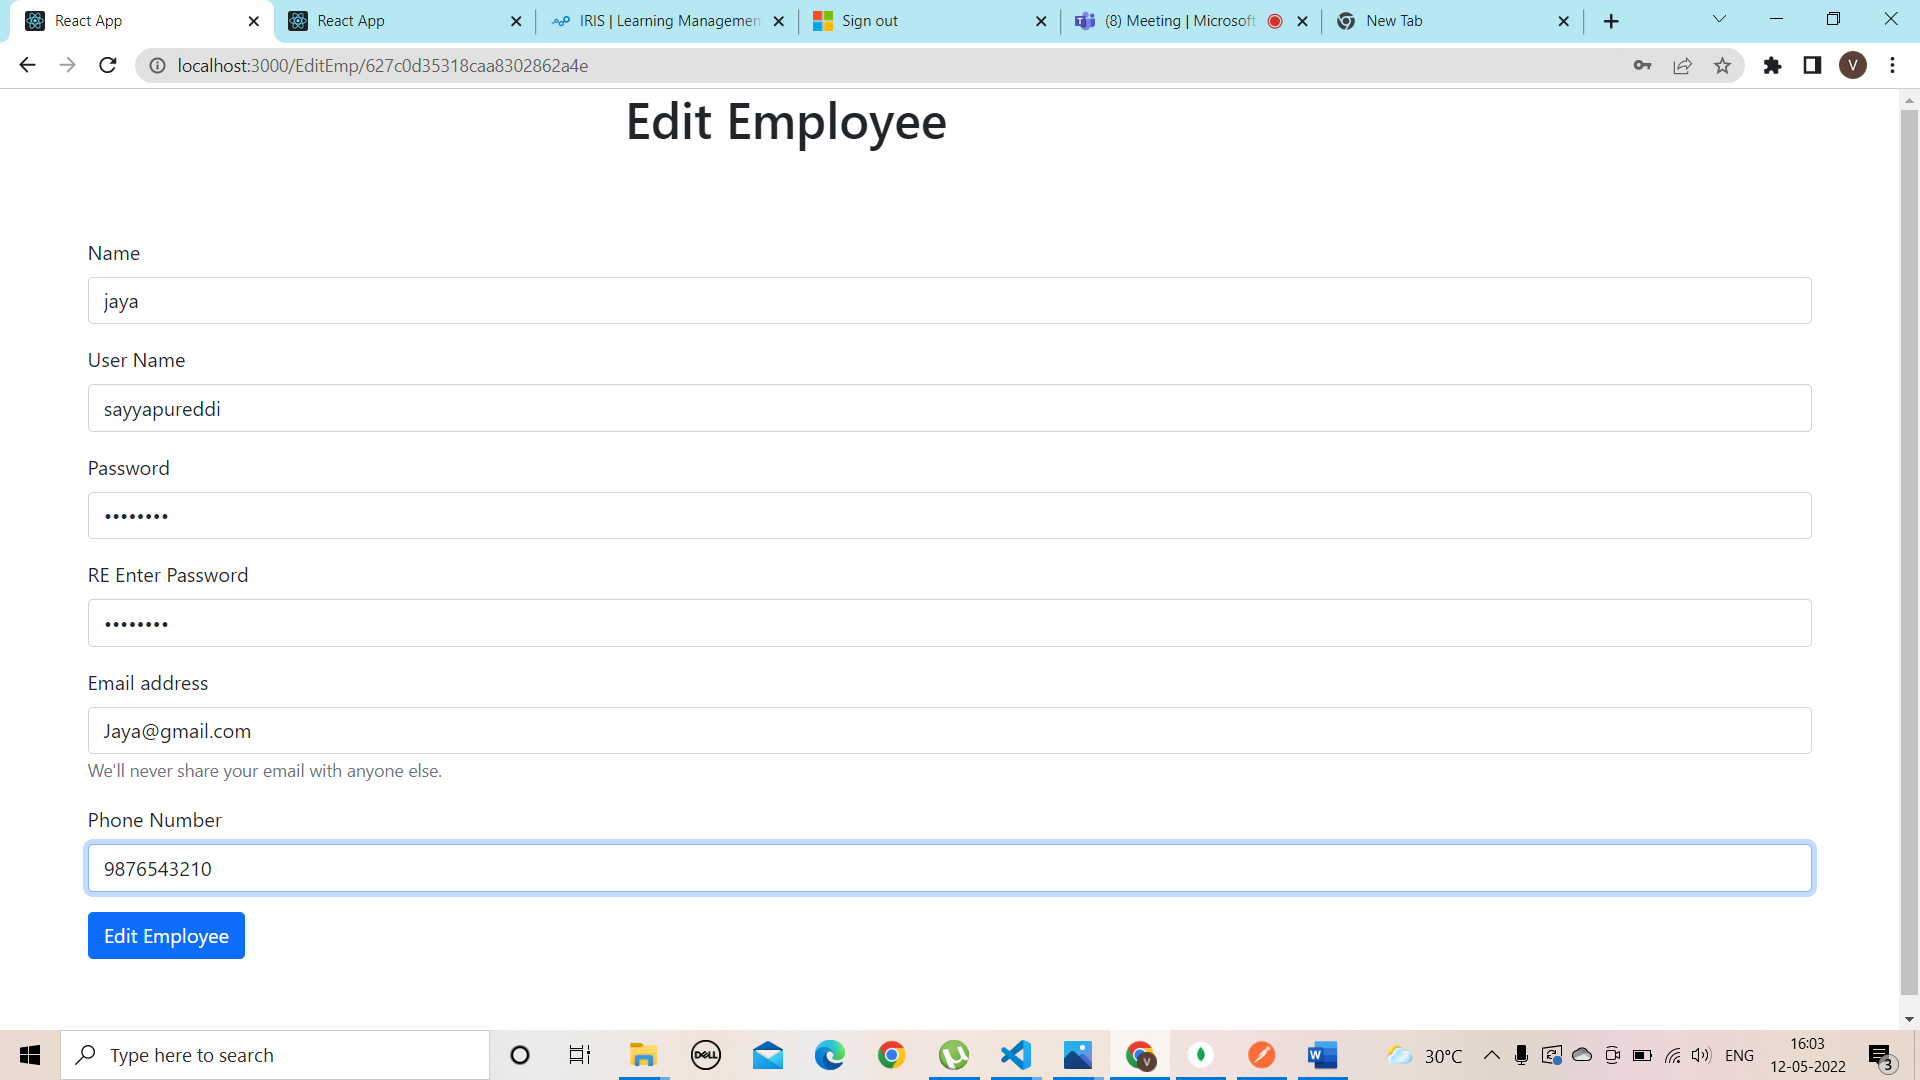 React App
React App
IRIS | Learning Managemen
Sign out
(8) Meeting | Microsoft
New Tab
localhost:3000/EditEmp/627c0d35318caa8302862a4e
V
Edit Employee
Name
jaya
User Name
sayyapureddi
Password
••••••••
RE Enter Password
••••••••
Email address
Jaya@gmail.com
We'll never share your email with anyone else.
Phone Number
9876543210
Edit Employee
Type here to search
DELL
V
W
30°C
ENG
16:03
12-05-2022
3